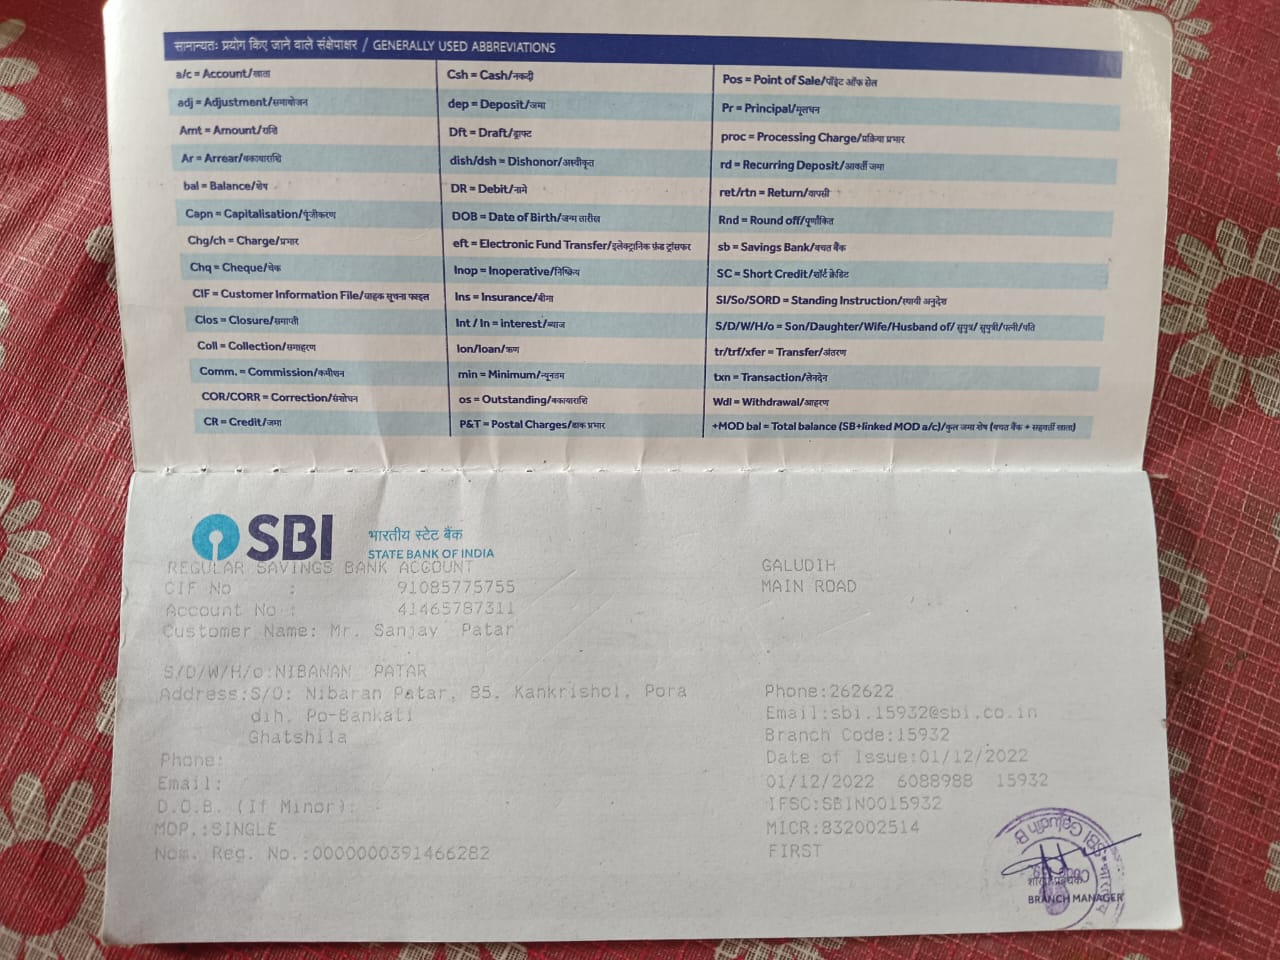 सामान्यतः प्रयोग किए जाने वाले संक्षेपाक्षर / GENERALLY USED ABBREVIATIONS
a/c = Account/खाता
adj = Adjustment/समायोजन
Amt = Amount/राशि
Ar = Arrear/बकायाराशि
bal = Balance/शेष
Capn = Capitalisation/पूंजीकरण
Chg/ch = Charge/प्रभार
Chq = Cheque/चेक
CIF = Customer Information File/ग्राहक सूचना फाइल
Clos = Closure/समाप्ती
Coll = Collection/समाहरण
Comm. = Commission/कमीशन
COR/CORR = Correction/संशोधन
CR = Credit/जमा
Csh = Cash/नकदी
dep = Deposit/जमा
Dft = Draft/ड्राफ्ट
dish/dsh = Dishonor/अस्वीकृत
DR = Debit/नामे
DOB = Date of Birth/जन्म तारीख
eft = Electronic Fund Transfer/इलेक्ट्रानिक फ़ंड ट्रांसफर
Inop = Inoperative/निष्क्रिय
Ins = Insurance/बीमा
Int / In = interest/ब्याज
lon/loan/ऋण
min = Minimum/न्यूनतम
os = Outstanding/बकायाराशि
P&T = Postal Charges/डाक प्रभार
Pos = Point of Sale/पॉइंट ऑफ सेल
Pr = Principal/मूलधन
proc = Processing Charge/प्रक्रिया प्रभार
rd = Recurring Deposit/आवर्ती जमा
ret/rtn = Return/वापसी
Rnd = Round off/पूर्णांकित
sb = Savings Bank/बचत बैंक
SC = Short Credit/शॉर्ट क्रेडिट
SI/So/SORD = Standing Instruction/स्थायी अनुदेश
S/D/W/H/o = Son/Daughter/Wife/Husband of/ सुपुत्र/ सुपुत्री/पत्नी/पति
tr/trf/xfer = Transfer/अंतरण
txn = Transaction/लेनदेन
Wdl = Withdrawal/आहरण
+MOD bal = Total balance (SB+linked MOD a/c)/कुल जमा शेष (बचत बैंक + सहवर्ती खाता)
SBI भारतीय स्टेट बैंक
STATE BANK OF INDIA
REGULAR SAVINGS BANK ACCOUNT
CIF No : 91085775755
Account No : 41465787311
Customer Name: Mr. Sanjay Patar
S/D/W/H/o:NIBANAN PATAR
Address:S/O: Nibaran Patar, 85. Kankrishol, Pora
dih. Po-Bankati
Ghatshila
Phone:
Email:
D.O.B. (If Minor):
MOP.:SINGLE
Nom. Reg. No.:0000000391466282
GALUDIH
MAIN ROAD
Phone:262622
Email:sbi.15932@sbi.co.in
Branch Code:15932
Date of Issue:01/12/2022
01/12/2022 6088988 15932
IFSC:SBIN0015932
MICR:832002514
FIRST
SBI Galudih B
शाखा प्रबंधक
BRANCH MANAGER